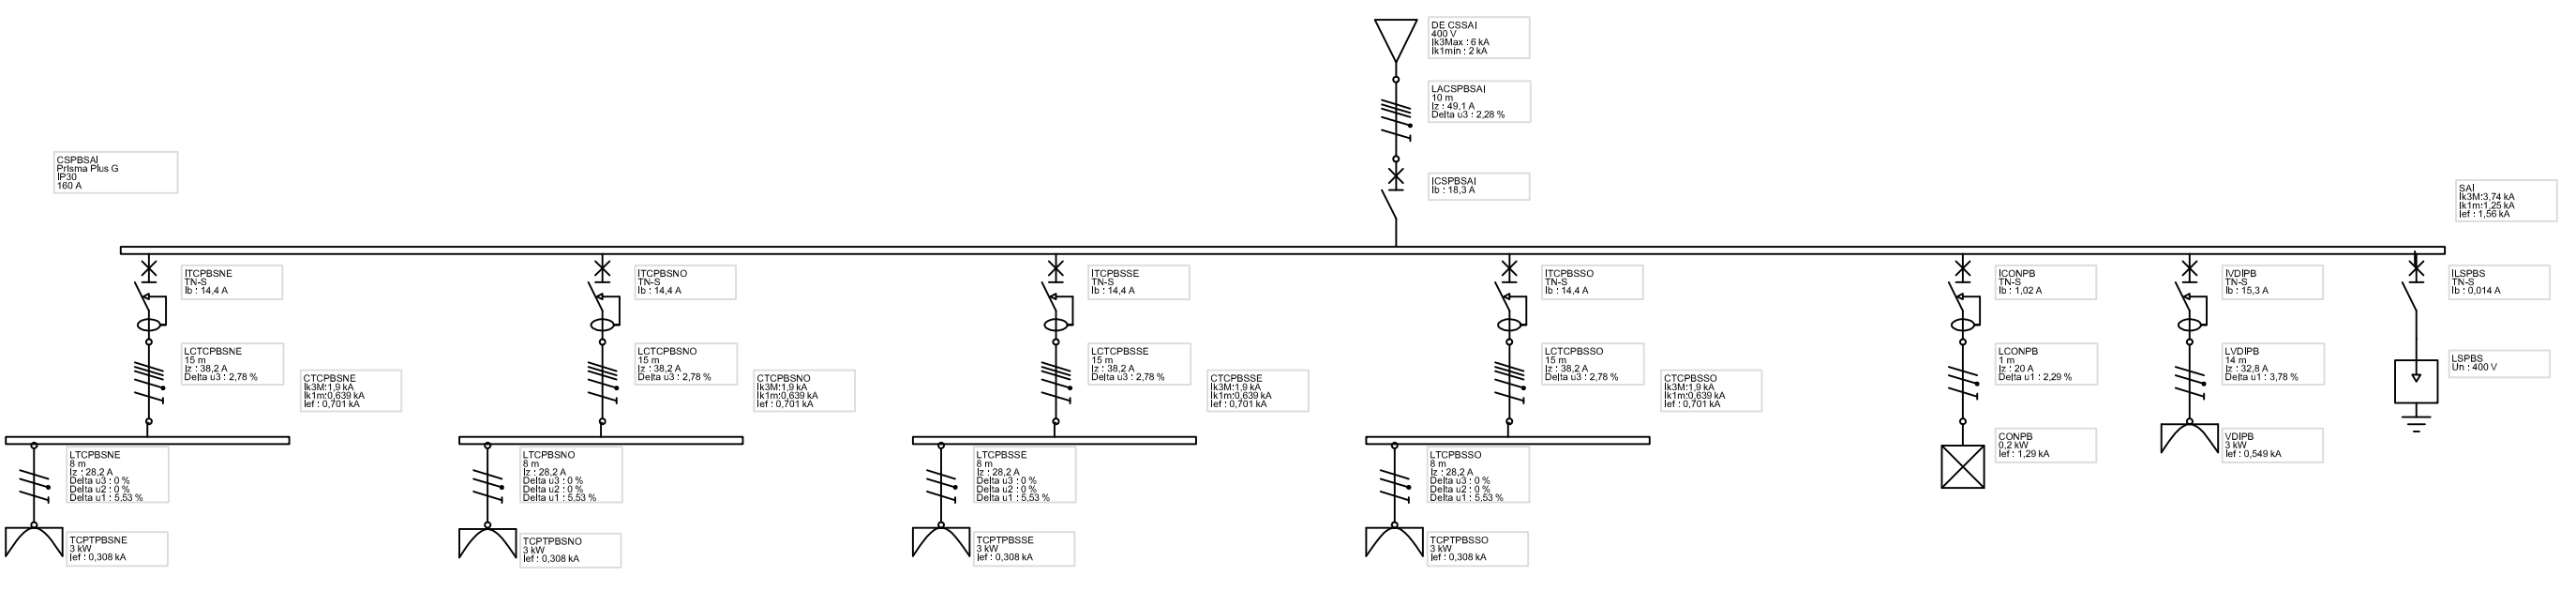 DE CSSAI
400 V
Ik3Max : 6 kA
Ik1min : 2 kA
LACSPBSAI
10 m
Iz : 49,1 A
Delta u3 : 2,28 %
CSPBSAI
Prisma Plus G
IP30
160 A
ICSPBSAI
Ib : 18,3 A
SAI
Ik3M:3,74 kA
Ik1m:1,25 kA
Ief : 1,56 kA
ITCPBSNE
TN-S
Ib : 14,4 A
ITCPBSNO
TN-S
Ib : 14,4 A
ITCPBSSE
TN-S
Ib : 14,4 A
ITCPBSSO
TN-S
Ib : 14,4 A
ICONPB
TN-S
Ib : 1,02 A
IVDIPB
TN-S
Ib : 15,3 A
ILSPBS
TN-S
Ib : 0,014 A
LCTCPBSNE
15 m
Iz : 38,2 A
Delta u3 : 2,78 %
CTCPBSNE
Ik3M:1,9 kA
Ik1m:0,639 kA
Ief : 0,701 kA
LCTCPBSNO
15 m
Iz : 38,2 A
Delta u3 : 2,78 %
CTCPBSNO
Ik3M:1,9 kA
Ik1m:0,639 kA
Ief : 0,701 kA
LCTCPBSSE
15 m
Iz : 38,2 A
Delta u3 : 2,78 %
CTCPBSSE
Ik3M:1,9 kA
Ik1m:0,639 kA
Ief : 0,701 kA
LCTCPBSSO
15 m
Iz : 38,2 A
Delta u3 : 2,78 %
CTCPBSSO
Ik3M:1,9 kA
Ik1m:0,639 kA
Ief : 0,701 kA
LCONPB
1 m
Iz : 20 A
Delta u1 : 2,29 %
LVDIPB
14 m
Iz : 32,8 A
Delta u1 : 3,78 %
LSPBS
Un : 400 V
LTCPBSNE
8 m
Iz : 28,2 A
Delta u3 : 0 %
Delta u2 : 0 %
Delta u1 : 5,53 %
LTCPBSNO
8 m
Iz : 28,2 A
Delta u3 : 0 %
Delta u2 : 0 %
Delta u1 : 5,53 %
LTCPBSSE
8 m
Iz : 28,2 A
Delta u3 : 0 %
Delta u2 : 0 %
Delta u1 : 5,53 %
LTCPBSSO
8 m
Iz : 28,2 A
Delta u3 : 0 %
Delta u2 : 0 %
Delta u1 : 5,53 %
CONPB
0,2 kW
Ief : 1,29 kA
VDIPB
3 kW
Ief : 0,549 kA
TCPTPBSNE
3 kW
Ief : 0,308 kA
TCPTPBSNO
3 kW
Ief : 0,308 kA
TCPTPBSSE
3 kW
Ief : 0,308 kA
TCPTPBSSO
3 kW
Ief : 0,308 kA